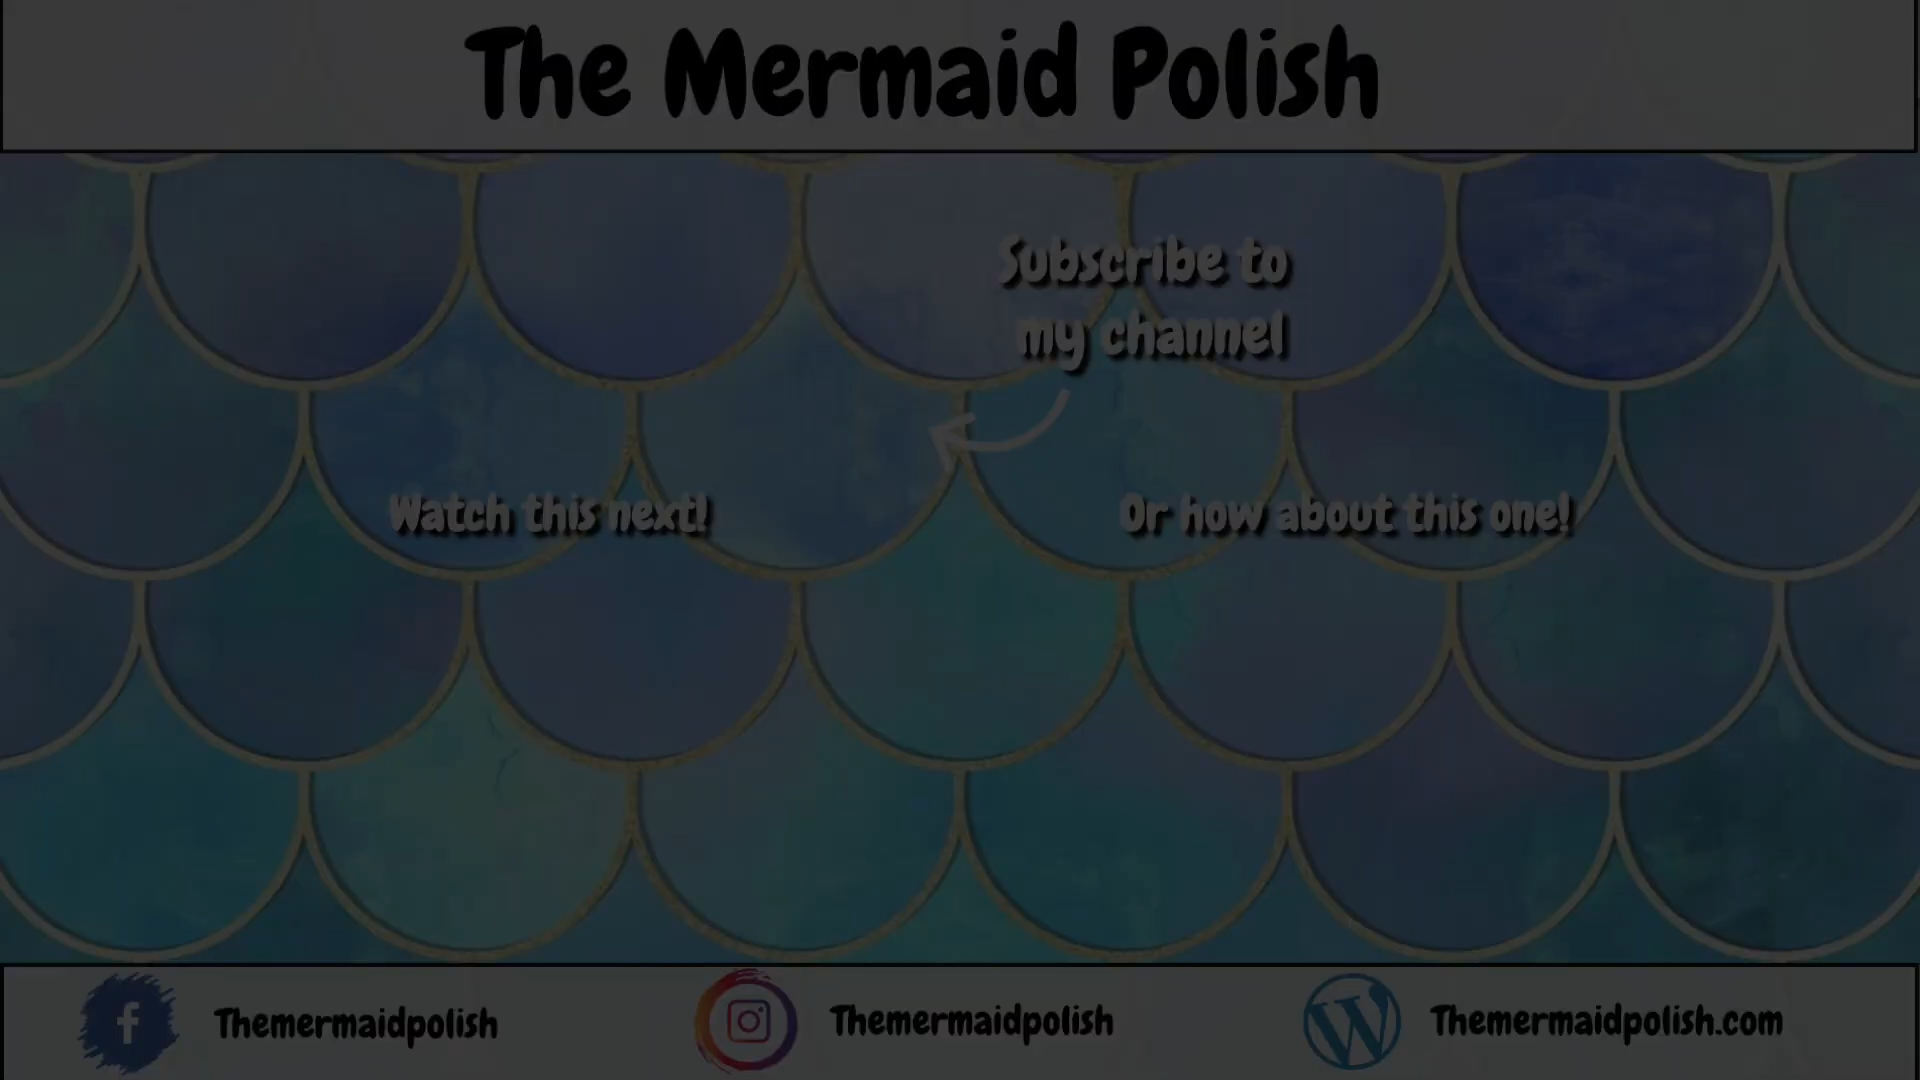 The Mermaid Polish
Subscribe to
my channel
Watch this next!
Or how about this one!
Themermaidpolish
Themermaidpolish
Themermaidpolish.com